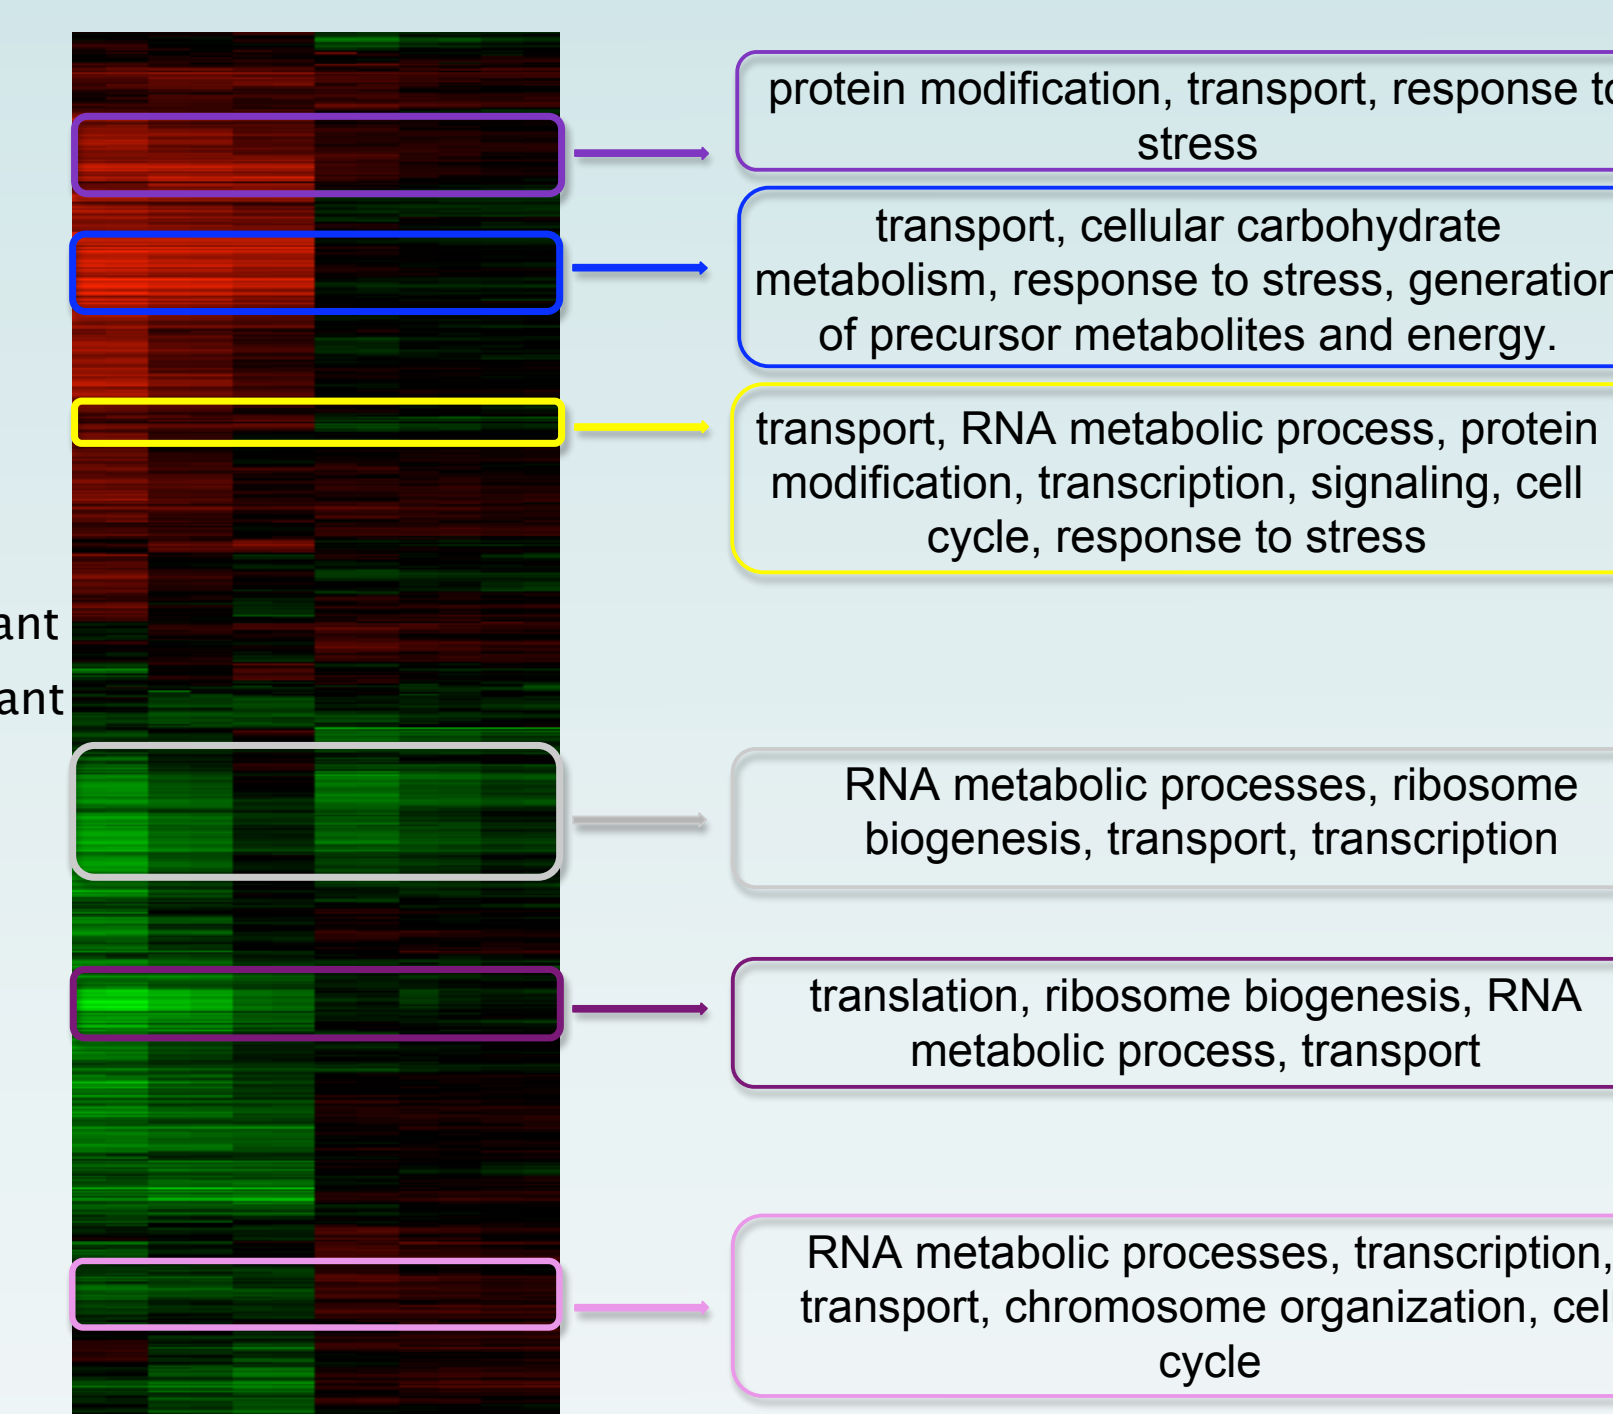 protein modification, transport, response to
stress
transport, cellular carbohydrate
metabolism, response to stress, generation
of precursor metabolites and energy.
transport, RNA metabolic process, protein
modification, transcription, signaling, cell
cycle, response to stress
ant
ant
RNA metabolic processes, ribosome
biogenesis, transport, transcription
translation, ribosome biogenesis, RNA
metabolic process, transport
RNA metabolic processes, transcription,
transport, chromosome organization, cell
cycle